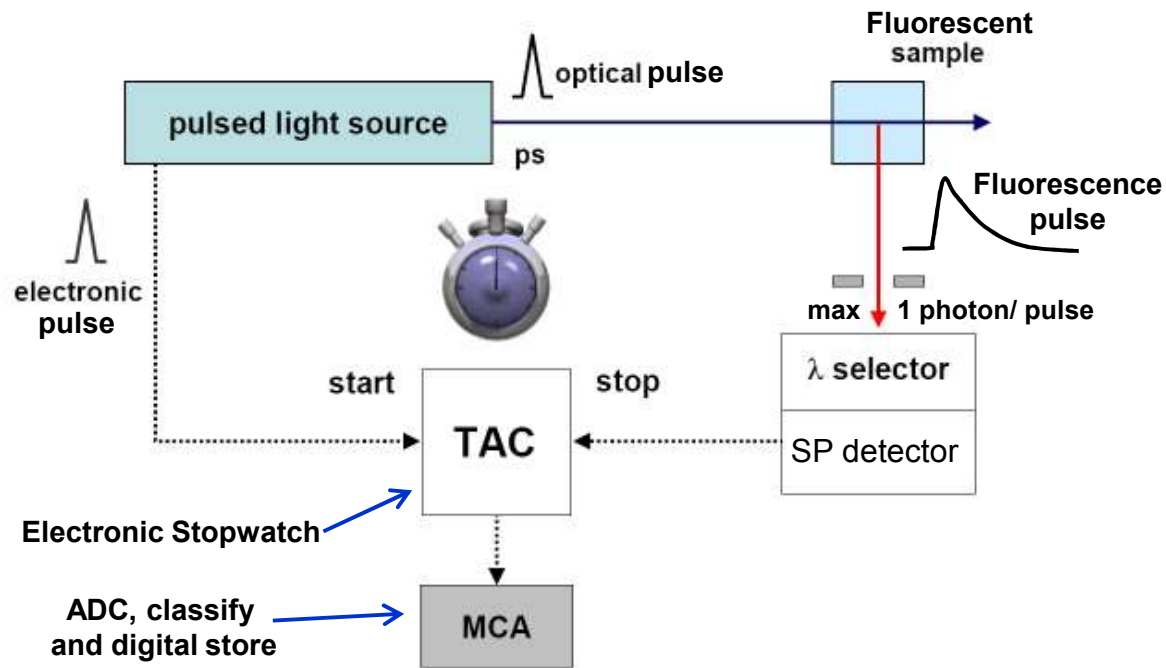 Fluorescent
sample
optical pulse
pulsed light source
ps
Fluorescence
pulse
electronic
pulse
max 1 photon/ pulse
start
stop
λ selector
TAC
SP detector
Electronic Stopwatch
ADC, classify
and digital store
MCA